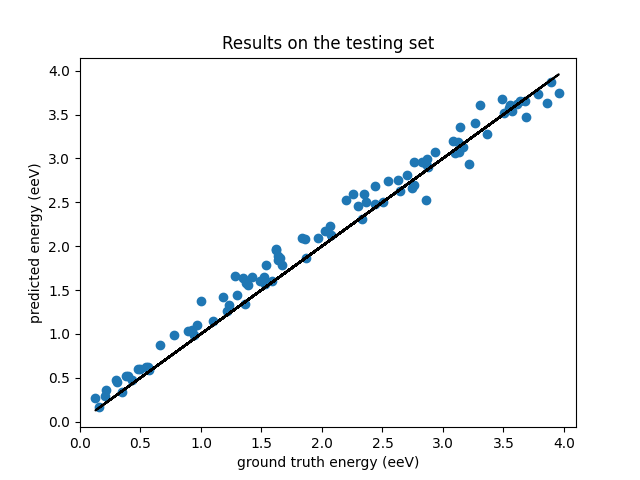 Results on the testing set
predicted energy (eeV)
4.0
3.5
3.0
2.5
2.0
1.5
1.0
0.5
0.0
0.0 0.5 1.0 1.5 2.0 2.5 3.0 3.5 4.0
ground truth energy (eeV)